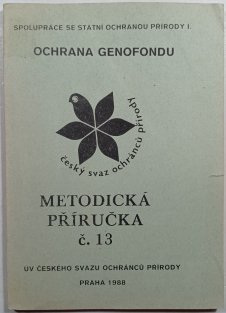 SPOLUPRÁCE SE STÁTNÍ OCHRANOU PŘÍRODY I.
OCHRANA GENOFONDU
český svaz ochránců přírody
METODICKÁ
PŘÍRUČKA
č. 13
ÚV ČESKÉHO SVAZU OCHRÁNCŮ PŘÍRODY
PRAHA 1988